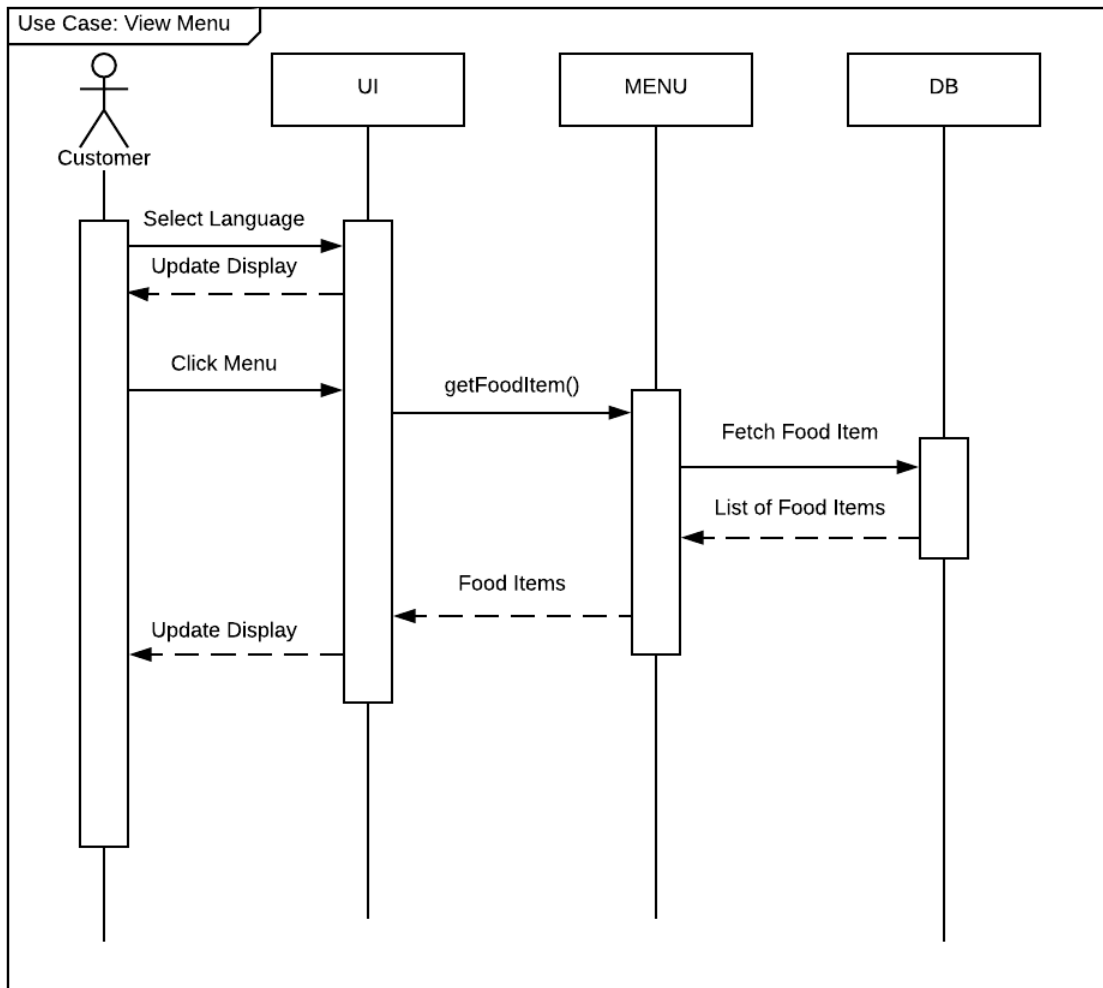 Use Case: View Menu
UI
MENU
DB
Customer
Select Language
Update Display
Click Menu
getFoodItem()
Fetch Food Item
List of Food Items
Food Items
Update Display